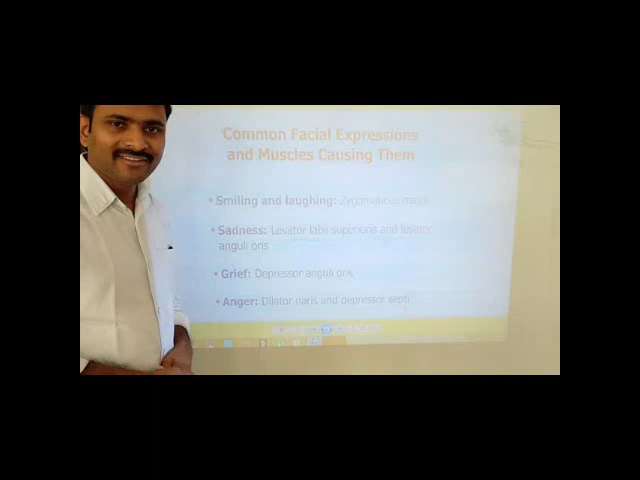 Common Facial Expressions
and Muscles Causing Them
• Smiling and laughing: Zygomaticus major
• Sadness: Levator labii superioris and levator
anguli oris
• Grief: Depressor anguli oris
• Anger: Dilator naris and depressor septi